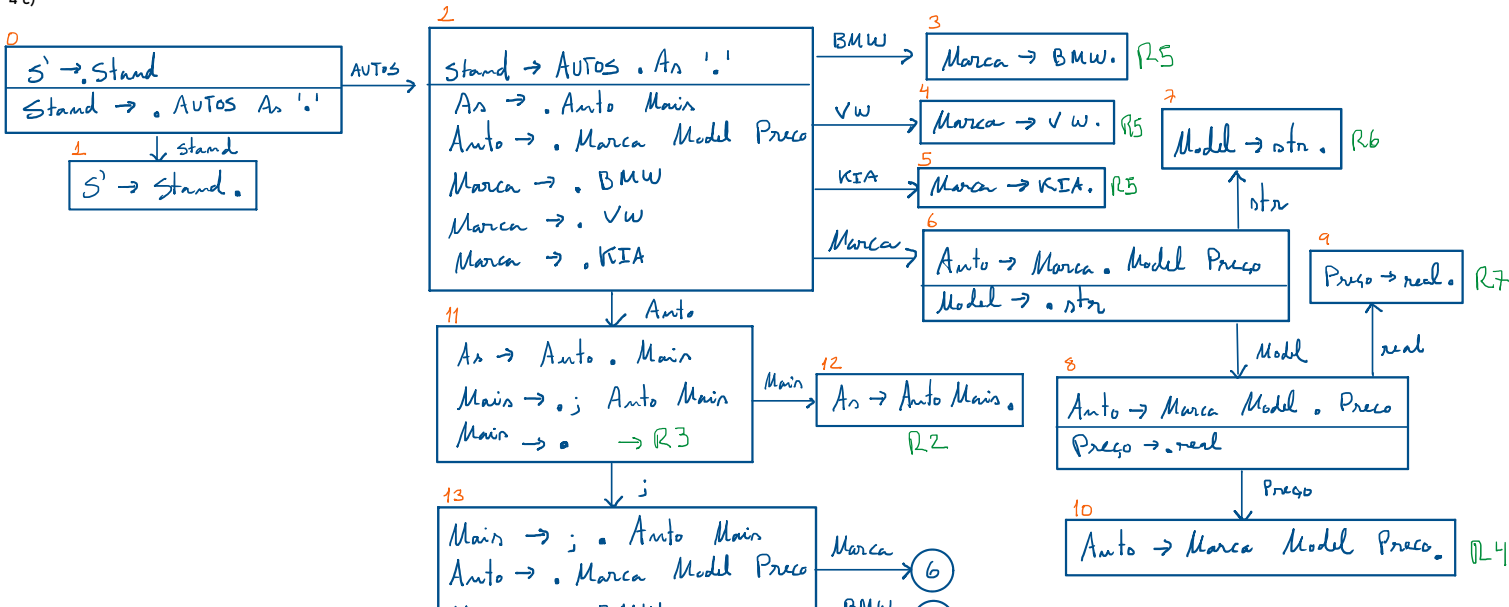 4 c)
0
S' → .Stand
Stand → . AUTOS As '.'
AUTOS
Stand
1
S' → Stand.
2
Stand → AUTOS . As '.'
As → . Auto Mais
Auto → . Marca Model Preco
Marca → . BMW
Marca → . VW
Marca → . KIA
BMW
3
Marca → BMW.
R5
VW
4
Marca → VW.
R5
KIA
5
Marca → KIA.
R5
Marca
6
Auto → Marca . Model Preço
Model → . str
str
7
Model → str .
R6
Model
8
Auto → Marca Model . Preco
Preço → . real
real
9
Preço → real.
R7
Preço
10
Auto → Marca Model Preco.
R4
Auto
11
As → Auto . Mais
Mais → . ; Auto Mais
Mais → . → R3
Mais
12
As → Auto Mais .
R2
;
13
Mais → ; . Auto Mais
Auto → . Marca Model Preco
Marca
6
BMW